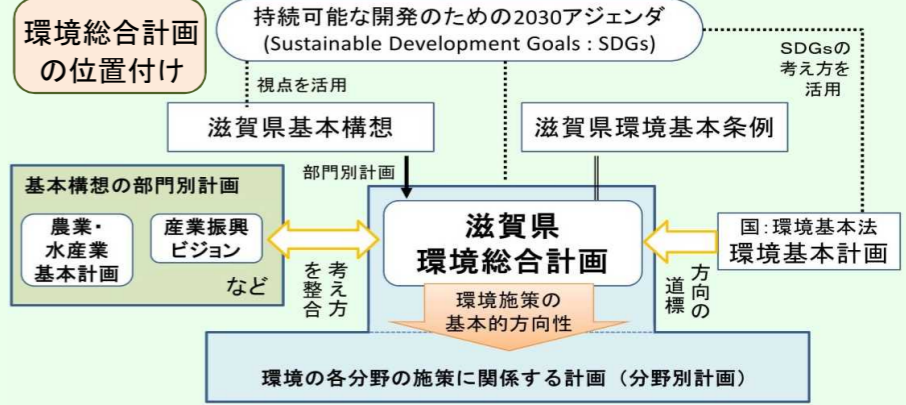 環境総合計画
の位置付け
持続可能な開発のための2030アジェンダ
(Sustainable Development Goals : SDGs)
視点を活用
SDGsの
考え方を
活用
滋賀県基本構想
滋賀県環境基本条例
部門別計画
基本構想の部門別計画
農業・
水産業
基本計画
産業振興
ビジョン
など
考え方
を整合
滋賀県
環境総合計画
国:環境基本法
環境基本計画
方向の
道標
環境施策の
基本的方向性
環境の各分野の施策に関係する計画（分野別計画）